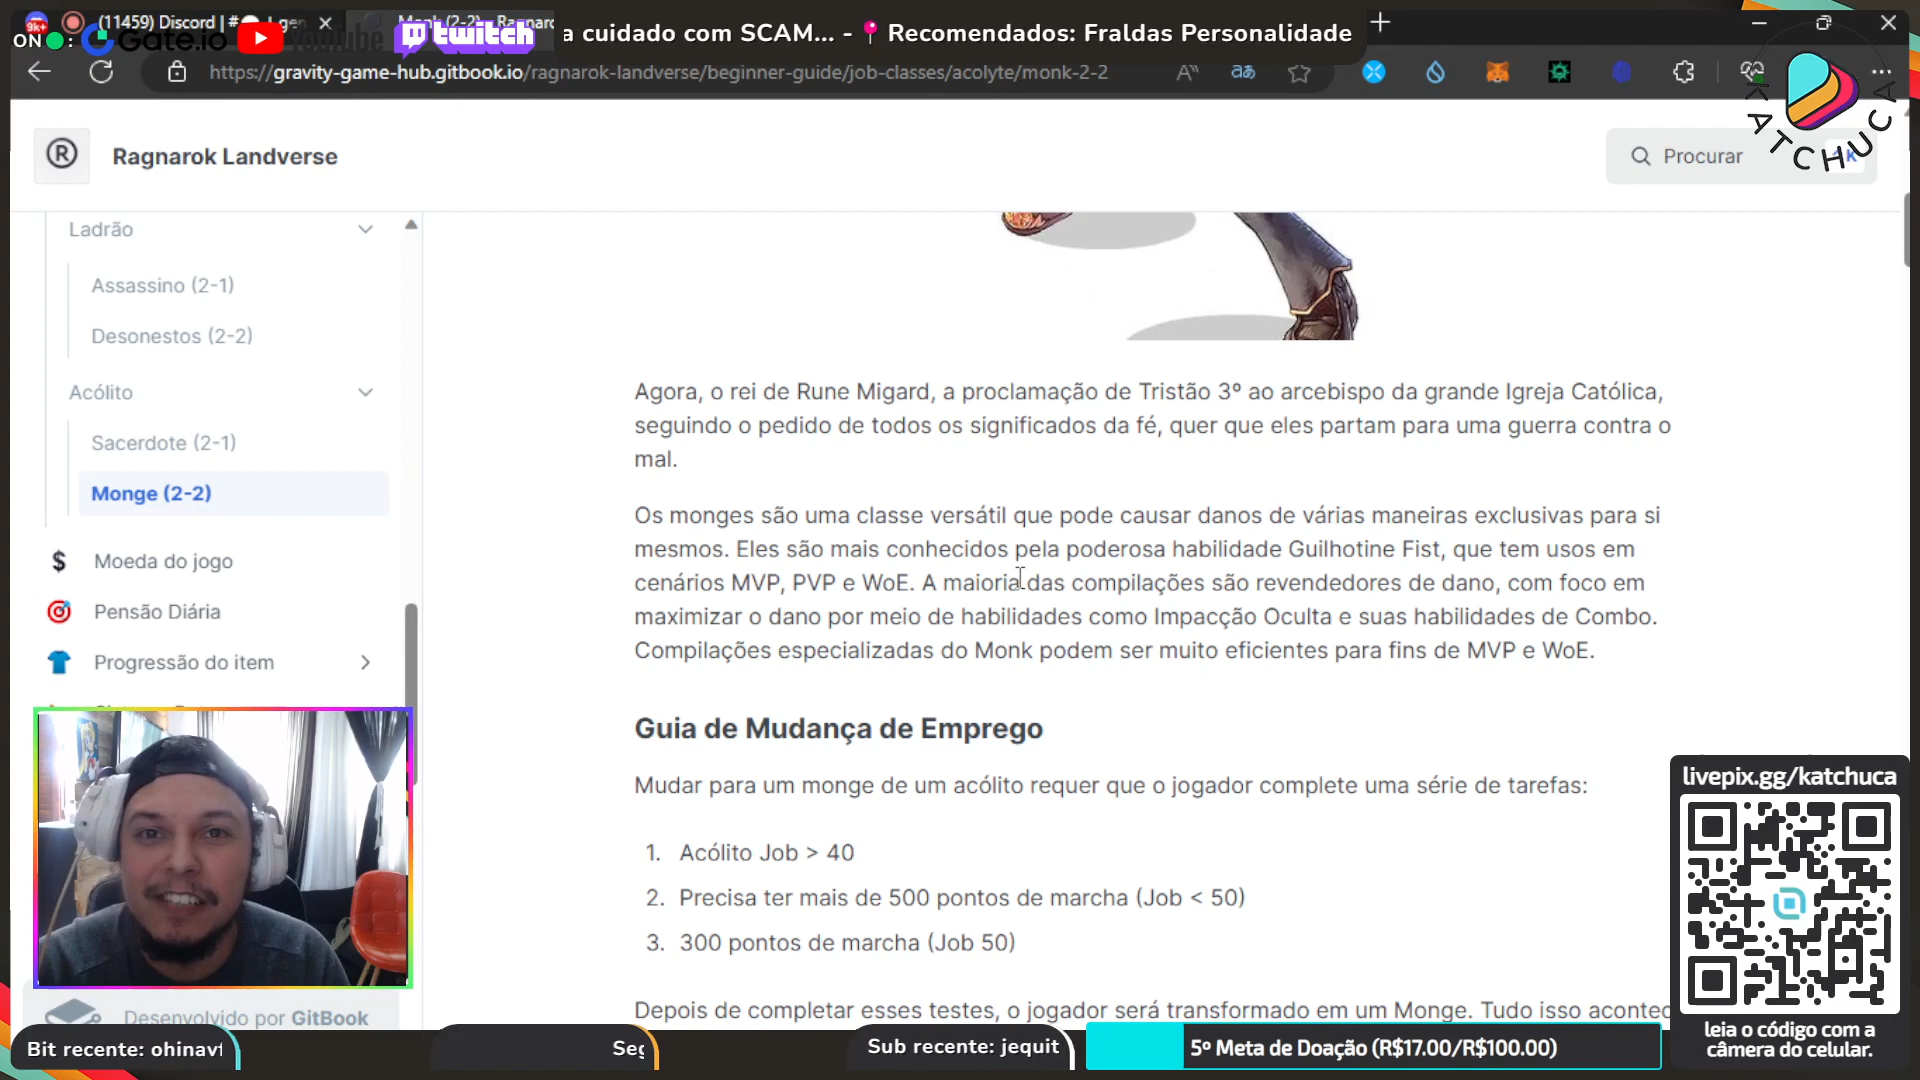 (11459) Discord | #
Monk (2-2) - Ragnaro
a cuidado com SCAM... - 📍 Recomendados: Fraldas Personalidade
ON : Gate.io Youtube twitch
https://gravity-game-hub.gitbook.io/ragnarok-landverse/beginner-guide/job-classes/acolyte/monk-2-2
KATCHUCA
Ragnarok Landverse
Procurar
Ladrão
Assassino (2-1)
Desonestos (2-2)
Acólito
Sacerdote (2-1)
Monge (2-2)
Moeda do jogo
Pensão Diária
Progressão do item
Desenvolvido por GitBook
Agora, o rei de Rune Migard, a proclamação de Tristão 3º ao arcebispo da grande Igreja Católica,
seguindo o pedido de todos os significados da fé, quer que eles partam para uma guerra contra o
mal.
Os monges são uma classe versátil que pode causar danos de várias maneiras exclusivas para si
mesmos. Eles são mais conhecidos pela poderosa habilidade Guilhotine Fist, que tem usos em
cenários MVP, PVP e WoE. A maioria das compilações são revendedores de dano, com foco em
maximizar o dano por meio de habilidades como Impacção Oculta e suas habilidades de Combo.
Compilações especializadas do Monk podem ser muito eficientes para fins de MVP e WoE.
Guia de Mudança de Emprego
Mudar para um monge de um acólito requer que o jogador complete uma série de tarefas:
1. Acólito Job > 40
2. Precisa ter mais de 500 pontos de marcha (Job < 50)
3. 300 pontos de marcha (Job 50)
Depois de completar esses testes, o jogador será transformado em um Monge. Tudo isso acontec
livepix.gg/katchuca
leia o código com a
câmera do celular.
Bit recente: ohinav
Seg
Sub recente: jequit
5º Meta de Doação (R$17.00/R$100.00)